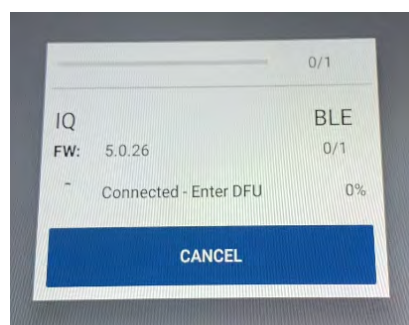 0/1
IQ BLE
FW: 5.0.26 0/1
- Connected - Enter DFU 0%
CANCEL